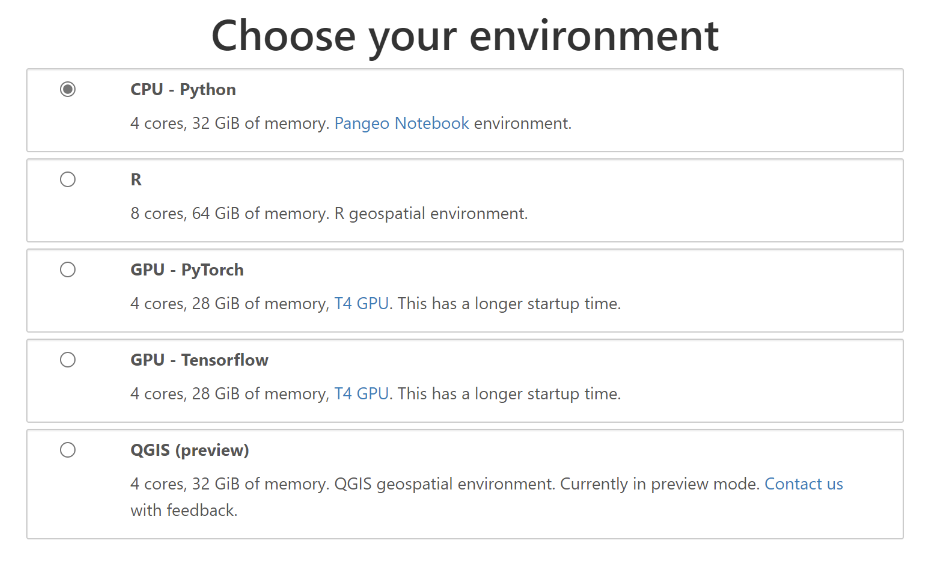 Choose your environment
CPU - Python
4 cores, 32 GiB of memory. Pangeo Notebook environment.
R
8 cores, 64 GiB of memory. R geospatial environment.
GPU - PyTorch
4 cores, 28 GiB of memory, T4 GPU. This has a longer startup time.
GPU - Tensorflow
4 cores, 28 GiB of memory, T4 GPU. This has a longer startup time.
QGIS (preview)
4 cores, 32 GiB of memory. QGIS geospatial environment. Currently in preview mode. Contact us
with feedback.